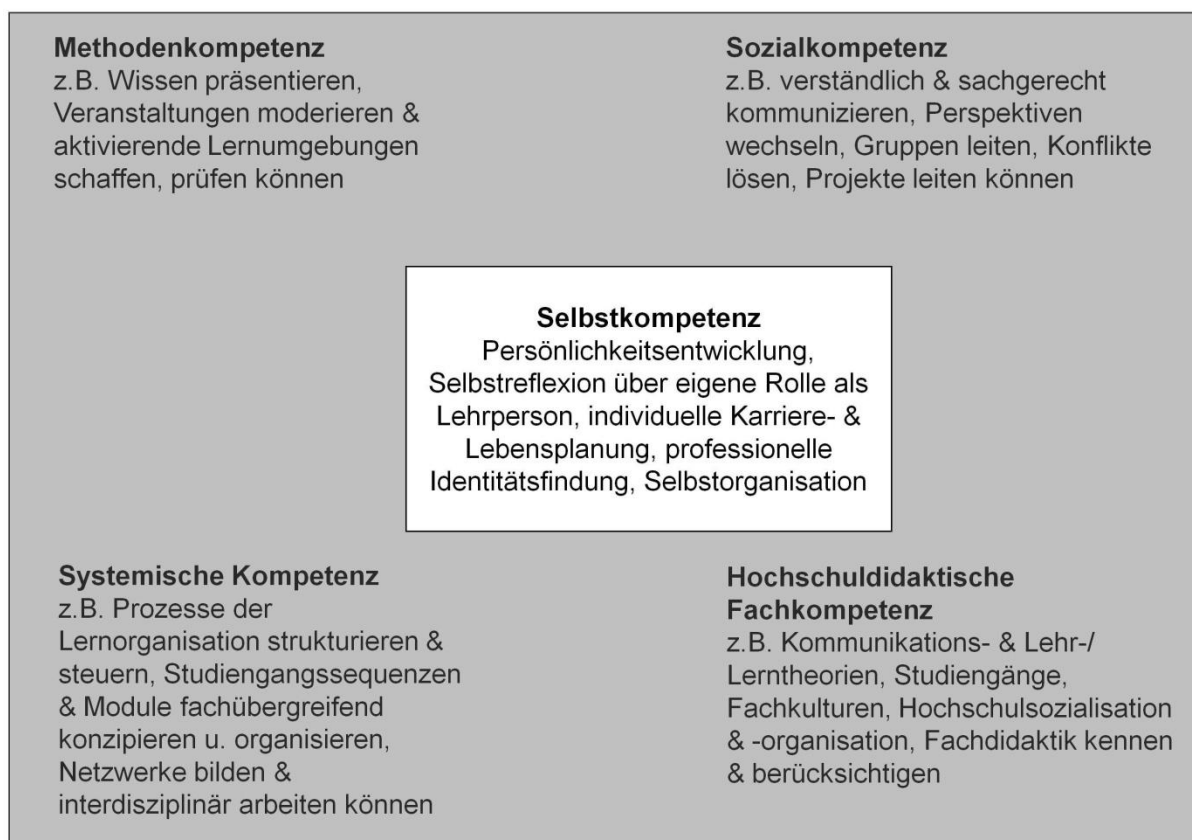 Methodenkompetenz
z.B. Wissen präsentieren,
Veranstaltungen moderieren &
aktivierende Lernumgebungen
schaffen, prüfen können
Sozialkompetenz
z.B. verständlich & sachgerecht
kommunizieren, Perspektiven
wechseln, Gruppen leiten, Konflikte
lösen, Projekte leiten können
Selbstkompetenz
Persönlichkeitsentwicklung,
Selbstreflexion über eigene Rolle als
Lehrperson, individuelle Karriere- &
Lebensplanung, professionelle
Identitätsfindung, Selbstorganisation
Systemische Kompetenz
z.B. Prozesse der
Lernorganisation strukturieren &
steuern, Studiengangssequenzen
& Module fachübergreifend
konzipieren u. organisieren,
Netzwerke bilden &
interdisziplinär arbeiten können
Hochschuldidaktische
Fachkompetenz
z.B. Kommunikations- & Lehr-/
Lerntheorien, Studiengänge,
Fachkulturen, Hochschulsozialisation
& -organisation, Fachdidaktik kennen
& berücksichtigen